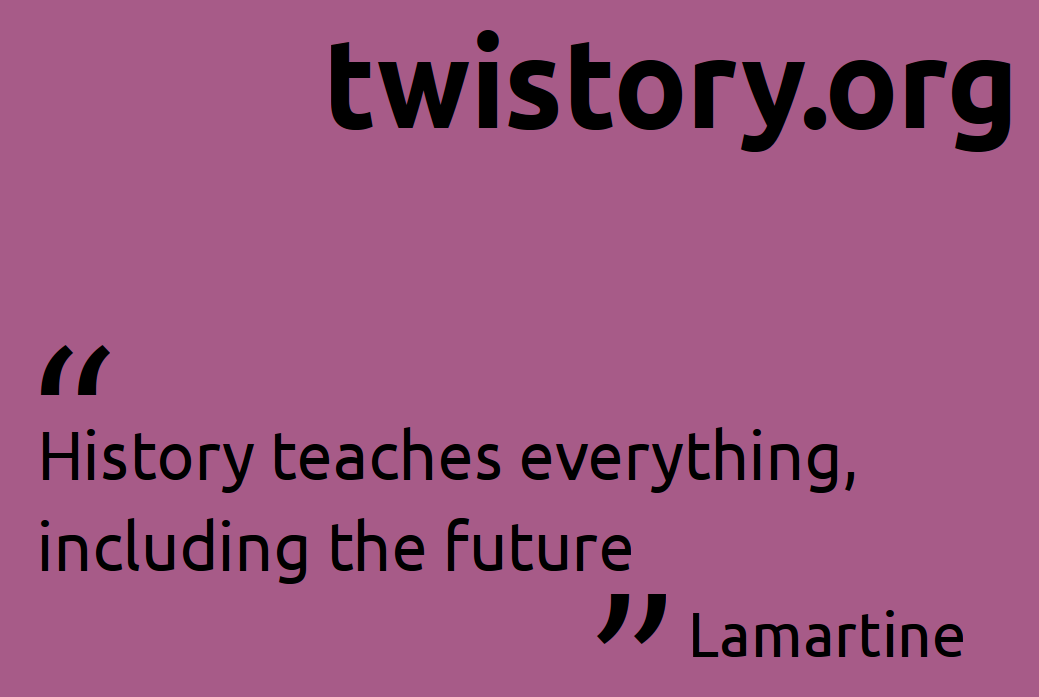 twistory.org
“
History teaches everything,
including the future
” Lamartine